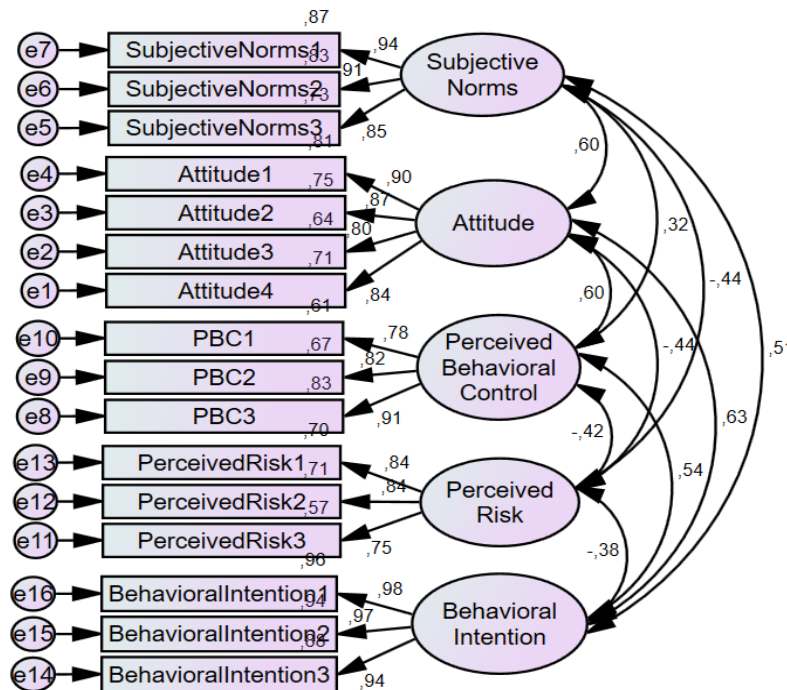 ,87
e7 SubjectiveNorms1 ,94 Subjective Norms
,83
e6 SubjectiveNorms2 ,91
,73
e5 SubjectiveNorms3 ,85
,60
,81
e4 Attitude1 ,90
,75
e3 Attitude2 ,87 Attitude
,64
e2 Attitude3 ,80
,32
,71
e1 Attitude4 ,84
-,44
,60
,61
e10 PBC1 ,78 Perceived Behavioral Control
,67
e9 PBC2 ,82
-,44
,51
,83
e8 PBC3 ,91
,63
-,42
,70
e13 PerceivedRisk1 ,84 Perceived Risk
,54
,71
e12 PerceivedRisk2 ,84
,57
e11 PerceivedRisk3 ,75
-,38
,96
e16 BehavioralIntention1 ,98 Behavioral Intention
,94
e15 BehavioralIntention2 ,97
,88
e14 BehavioralIntention3 ,94